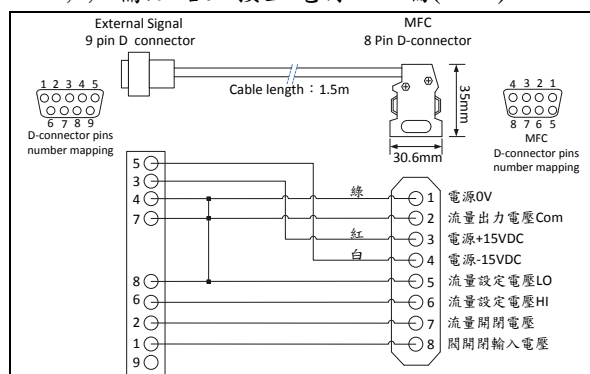 External Signal
9 pin D connector
MFC
8 Pin D-connector
Cable length：1.5m
35mm
30.6mm
1 2 3 4 5
6 7 8 9
D-connector pins
number mapping
4 3 2 1
8 7 6 5
MFC
D-connector pins
number mapping
5
3
4
7
8
6
2
1
9
綠
紅
白
1 電源0V
2 流量出力電壓Com
3 電源+15VDC
4 電源-15VDC
5 流量設定電壓LO
6 流量設定電壓HI
7 流量開閉電壓
8 閥開閉輸入電壓